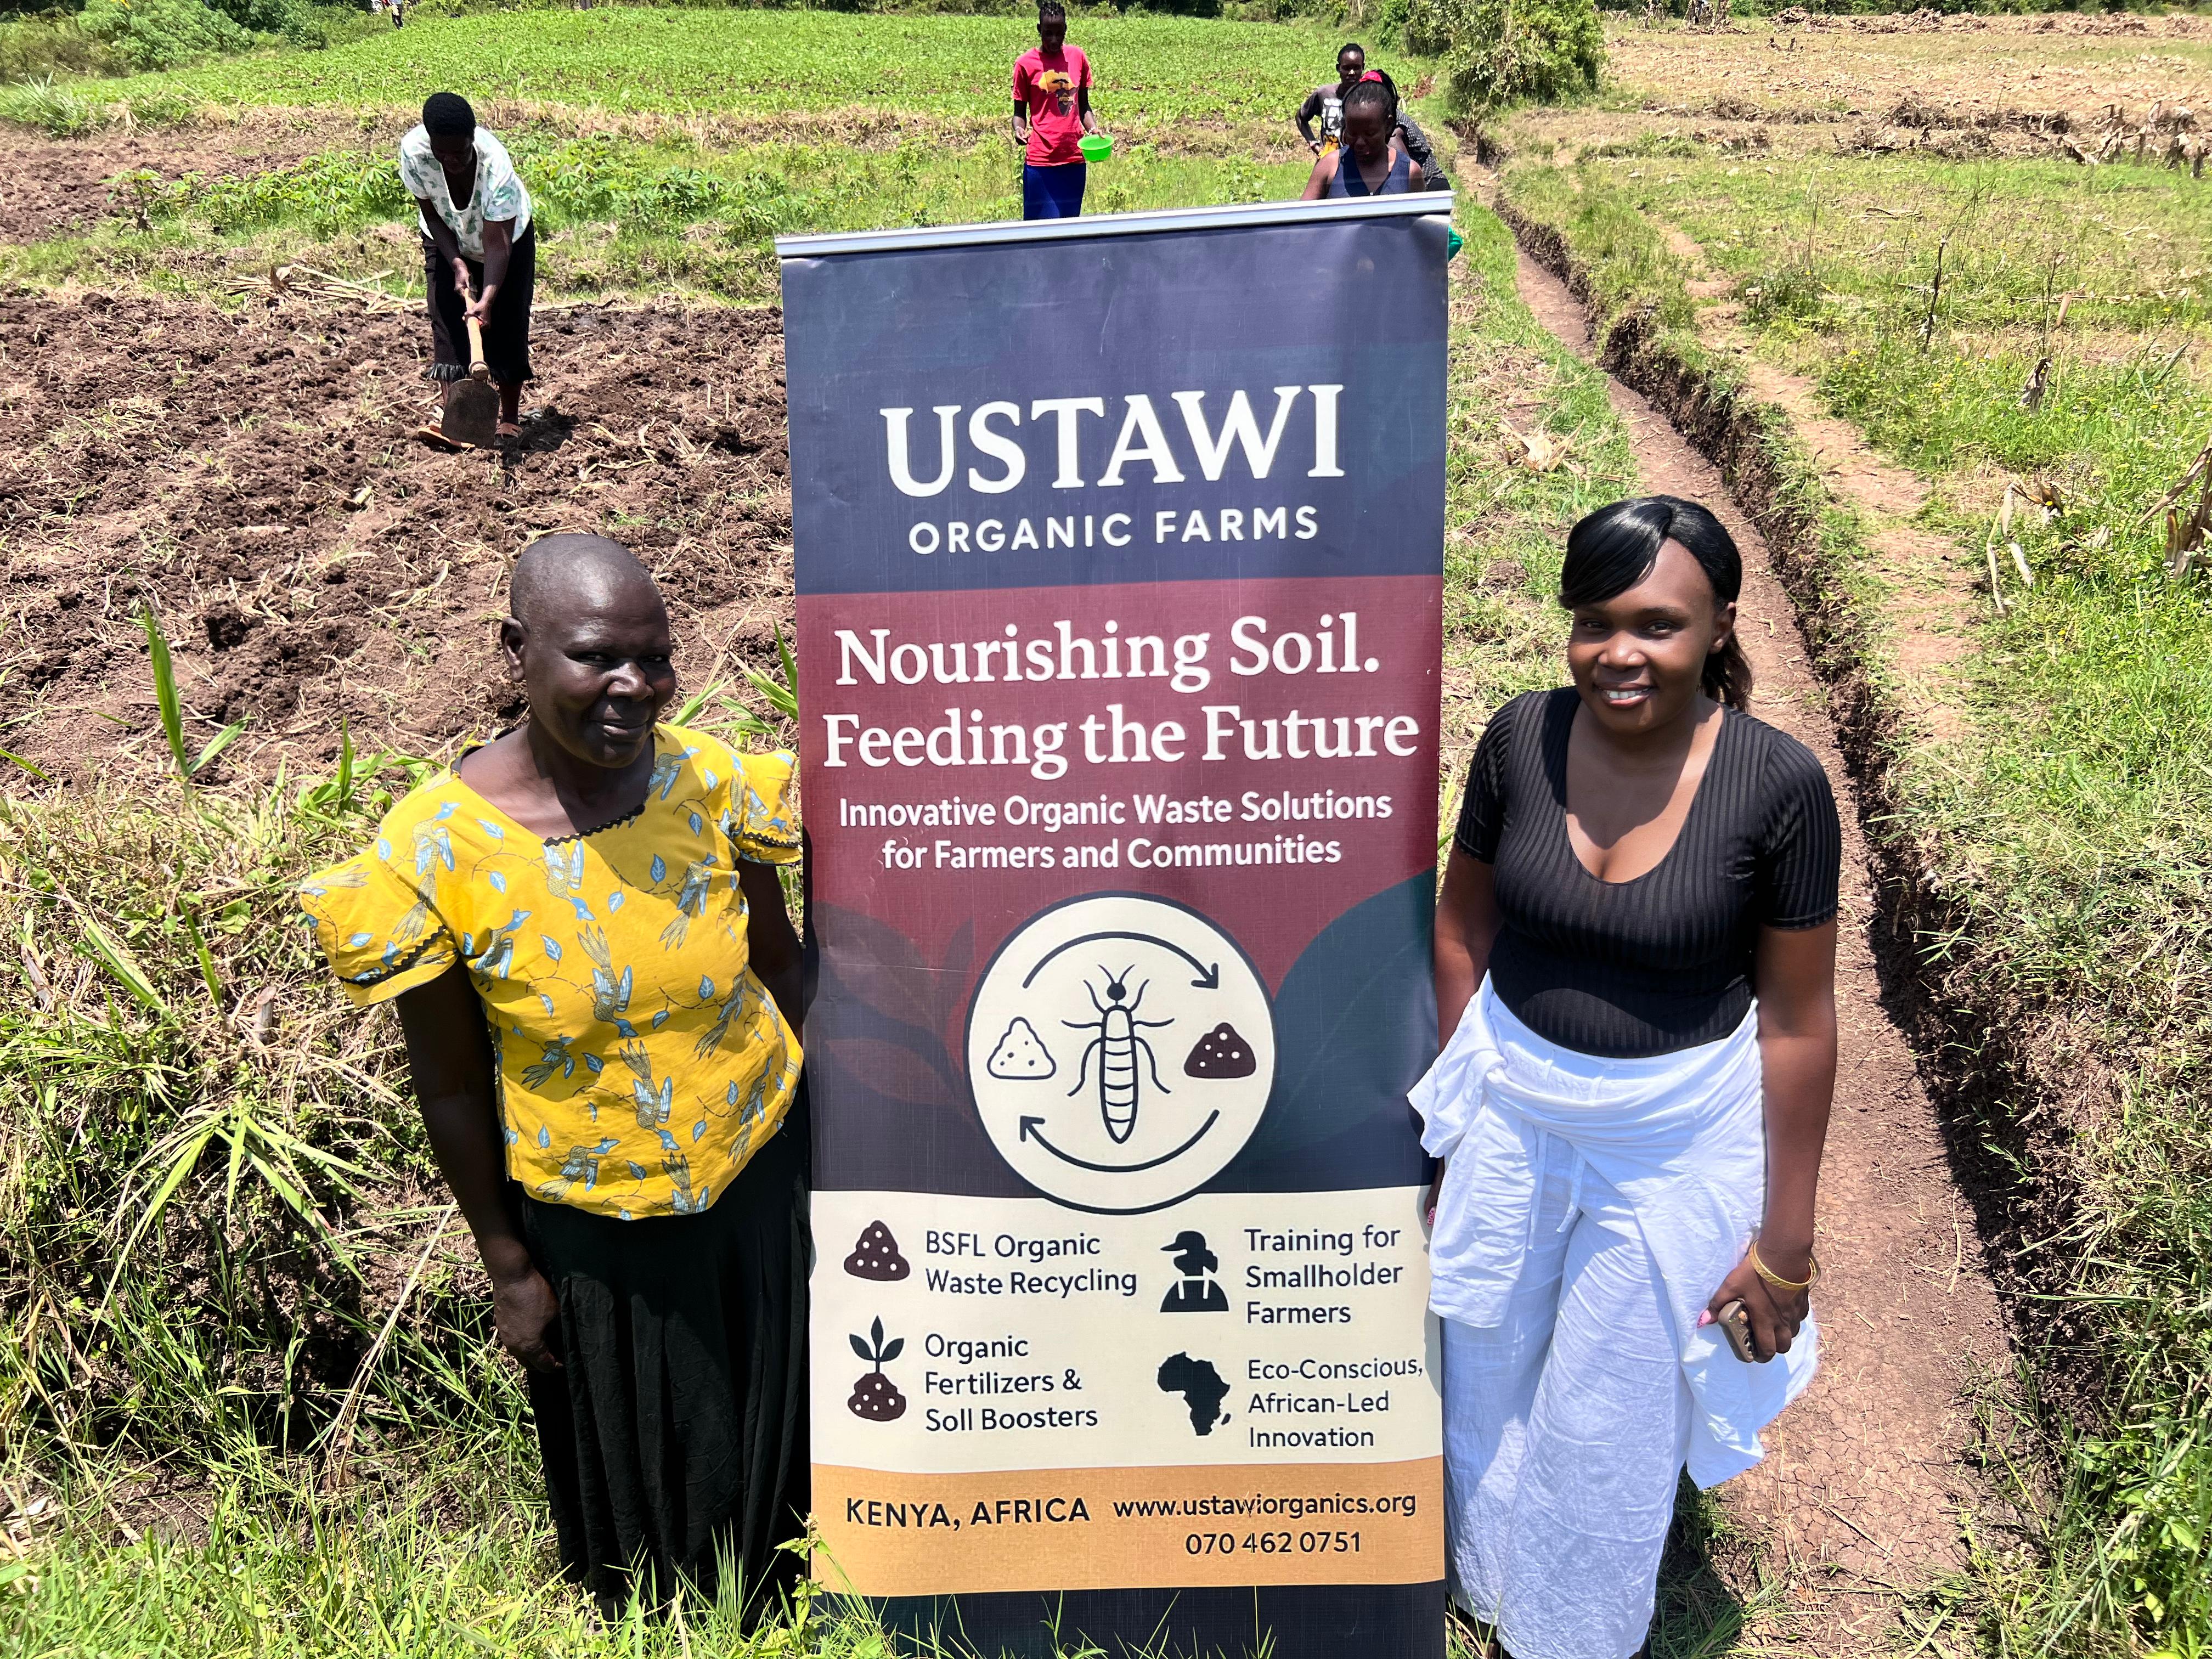 USTAWI
ORGANIC FARMS
Nourishing Soil.
Feeding the Future
Innovative Organic Waste Solutions
for Farmers and Communities
BSFL Organic
Waste Recycling
Organic
Fertilizers &
Soll Boosters
Training for
Smallholder
Farmers
Eco-Conscious,
African-Led
Innovation
KENYA, AFRICA
www.ustawiorganics.org
070 462 0751